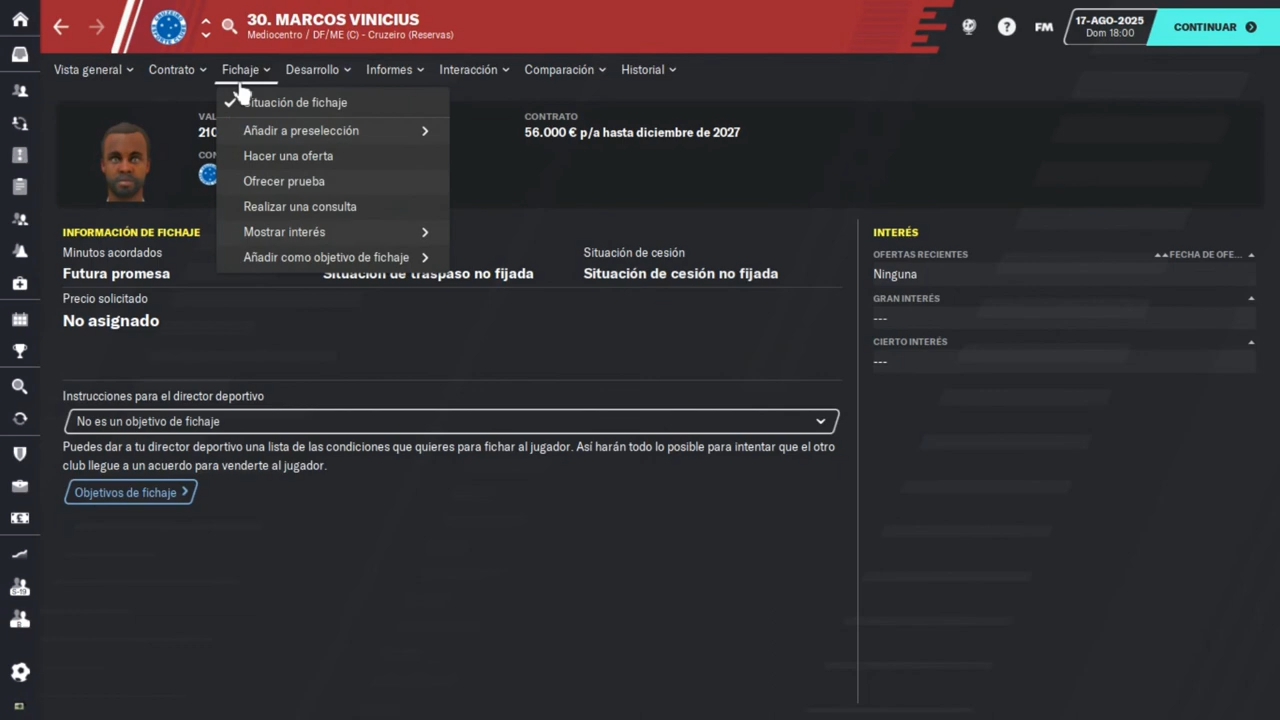 30. MARCOS VINICIUS
Mediocentro / DF/ME (C) - Cruzeiro (Reservas)
FM
17-AGO-2025
Dom 18:00
CONTINUAR
Vista general
Contrato
Fichaje
Desarrollo
Informes
Interacción
Comparación
Historial
Situación de fichaje
Añadir a preselección
Hacer una oferta
Ofrecer prueba
Realizar una consulta
Mostrar interés
Añadir como objetivo de fichaje
CONTRATO
56.000 € p/a hasta diciembre de 2027
INFORMACIÓN DE FICHAJE
Minutos acordados
Futura promesa
Situación de traspaso no fijada
Situación de cesión
Situación de cesión no fijada
Precio solicitado
No asignado
Instrucciones para el director deportivo
No es un objetivo de fichaje
Puedes dar a tu director deportivo una lista de las condiciones que quieres para fichar al jugador. Así harán todo lo posible para intentar que el otro
club llegue a un acuerdo para venderte al jugador.
Objetivos de fichaje
INTERÉS
OFERTAS RECIENTES
FECHA DE OFE...
Ninguna
GRAN INTERÉS
---
CIERTO INTERÉS
---